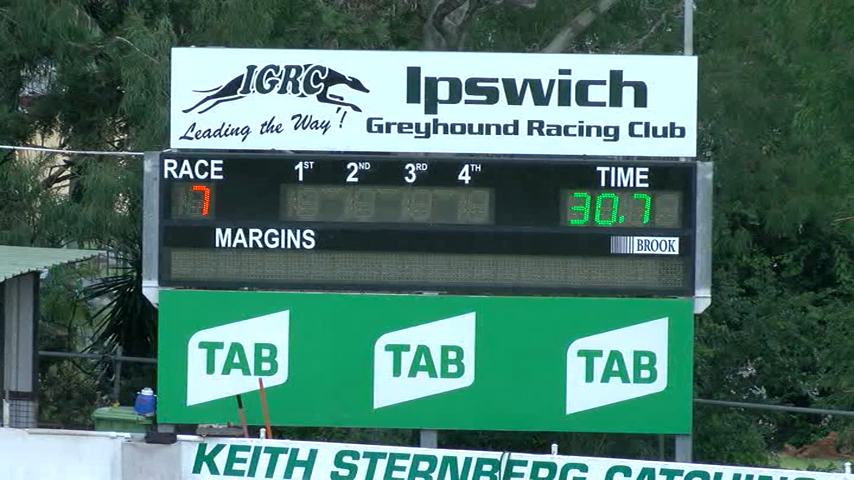 IGRC
Leading the Way'!
Ipswich
Greyhound Racing Club
RACE 1ST 2ND 3RD 4TH TIME
7 30.7
MARGINS BROOK
TAB TAB TAB
KEITH STERNBERG CATCHING